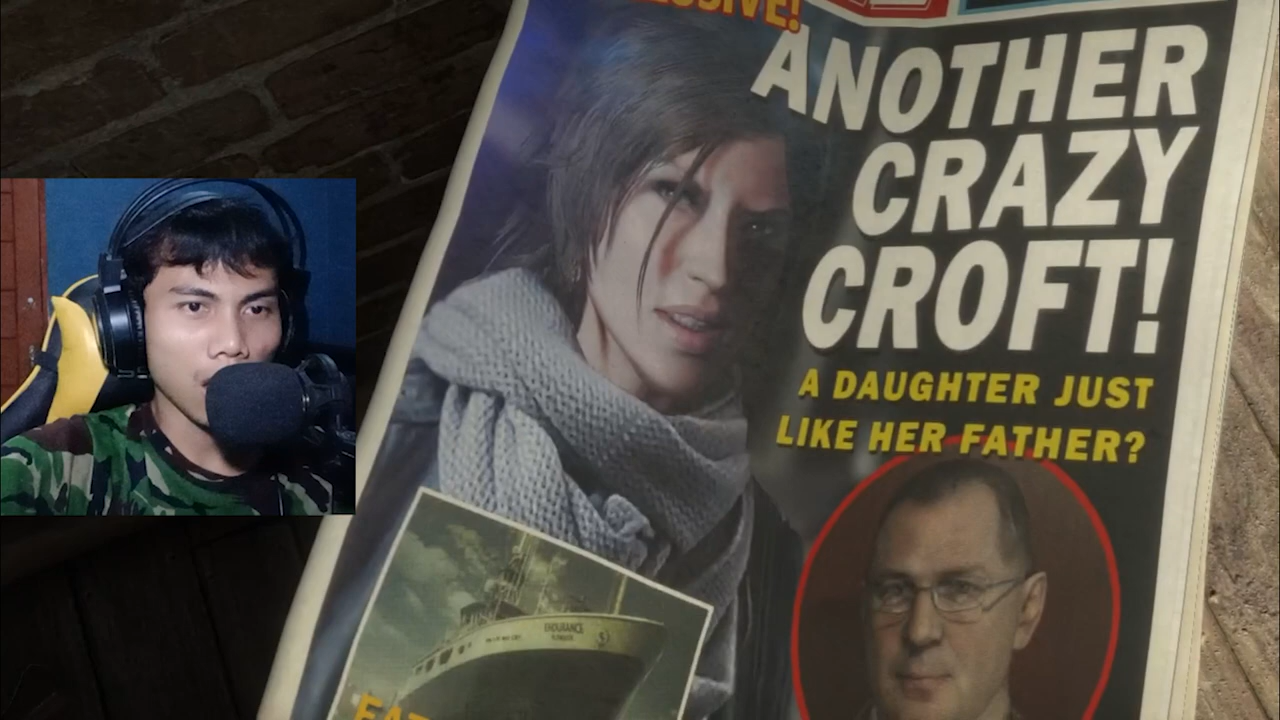 ANOTHER
CRAZY
CROFT!
A DAUGHTER JUST
LIKE HER FATHER?
ENDURANCE